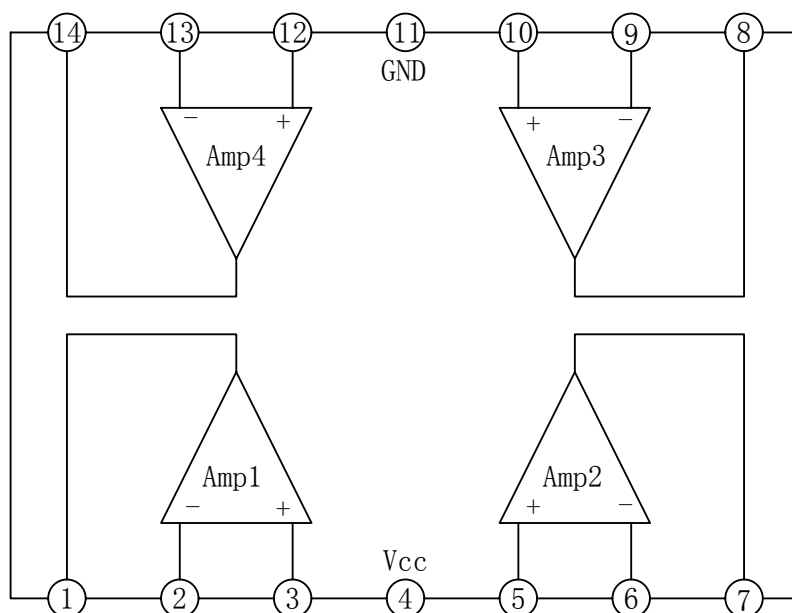 14 13 12 11 10 9 8
GND
− + + −
Amp4 Amp3
Amp1 Amp2
− + + −
Vcc
1 2 3 4 5 6 7